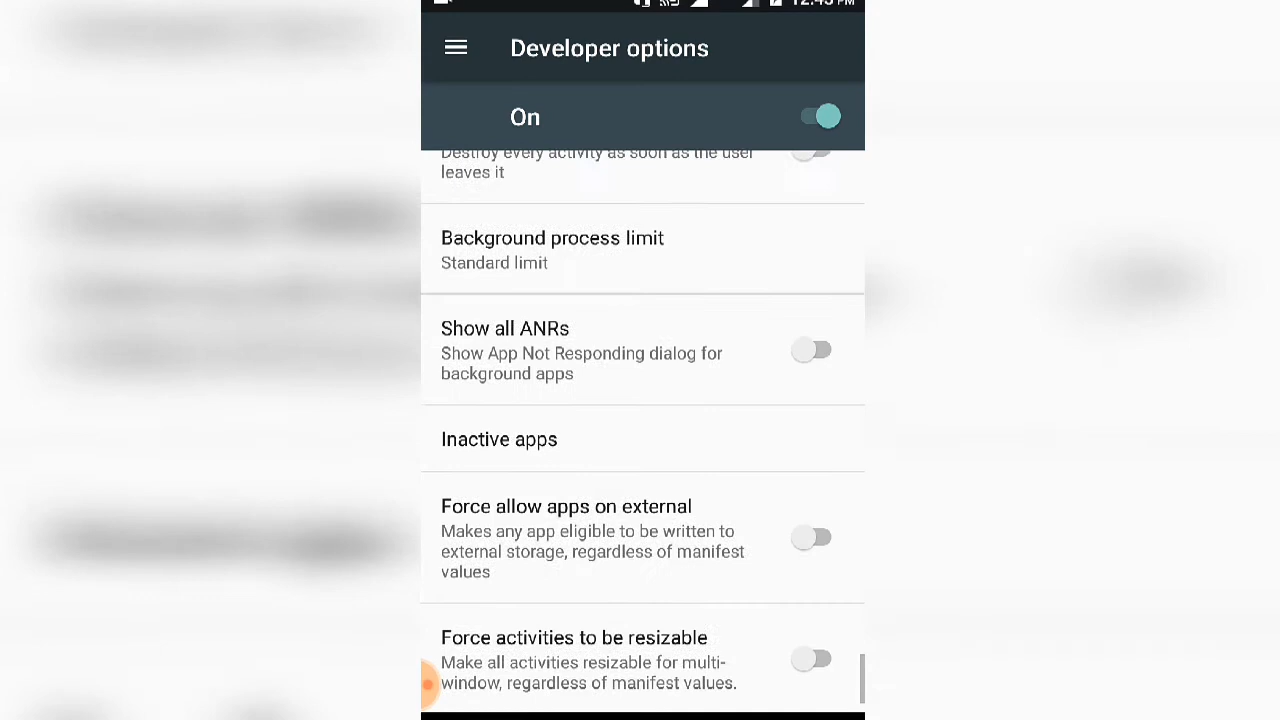 Developer options
On
Destroy every activity as soon as the user
leaves it
Background process limit
Standard limit
Show all ANRs
Show App Not Responding dialog for
background apps
Inactive apps
Force allow apps on external
Makes any app eligible to be written to
external storage, regardless of manifest
values
Force activities to be resizable
Make all activities resizable for multi-
window, regardless of manifest values.